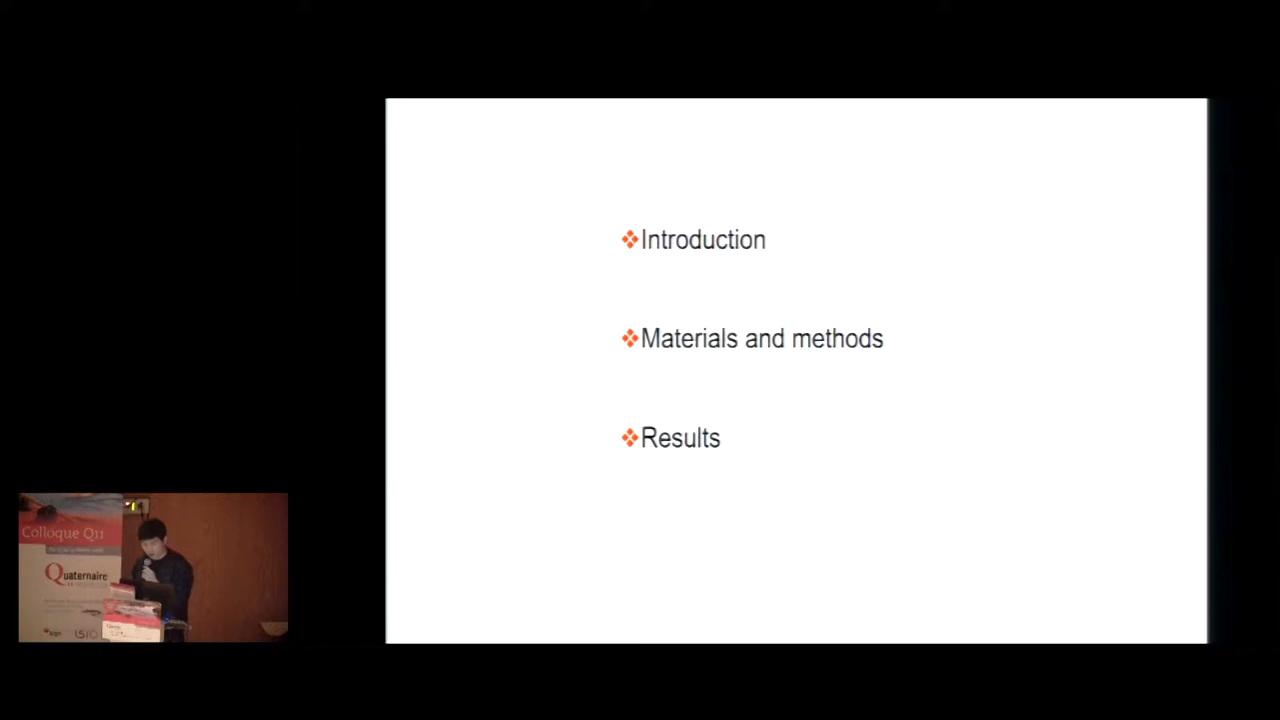 Introduction
Materials and methods
Results
Colloque Q11
Quaternaire